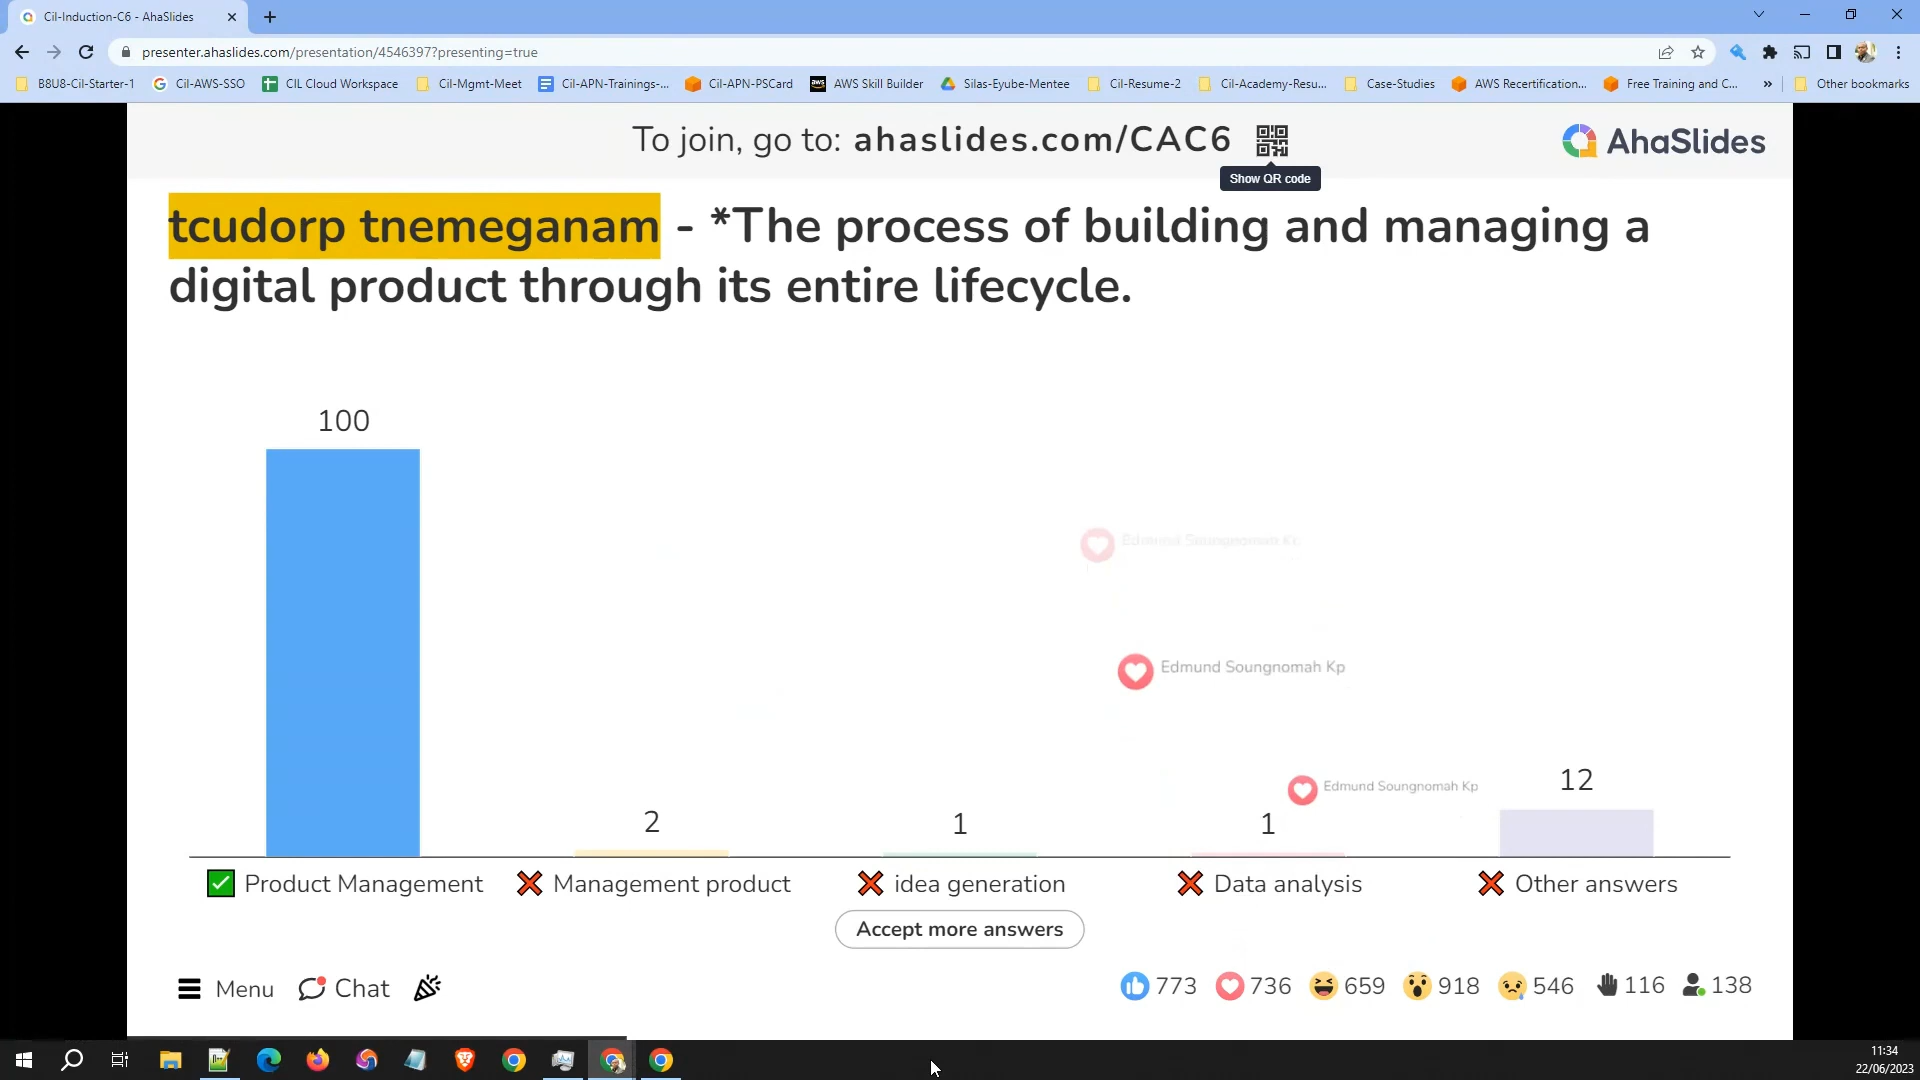 Cil-Induction-C6 - AhaSlides
presenter.ahaslides.com/presentation/4546397?presenting=true
B8U8-Cil-Starter-1 Cil-AWS-SSO CIL Cloud Workspace Cil-Mgmt-Meet Cil-APN-Trainings-... Cil-APN-PSCard AWS Skill Builder Silas-Eyube-Mentee Cil-Resume-2 Cil-Academy-Resu... Case-Studies AWS Recertification... Free Training and C... » Other bookmarks
To join, go to: ahaslides.com/CAC6
AhaSlides
Show QR code
tcudorp tnemeganam - *The process of building and managing a
digital product through its entire lifecycle.
100
Edmund Soungnomah Kp
Edmund Soungnomah Kp
12
Edmund Soungnomah Kp
2
1
1
Product Management
Management product
idea generation
Data analysis
Other answers
Accept more answers
Menu
Chat
773 736 659 918 546 116 138
11:34
22/06/2023